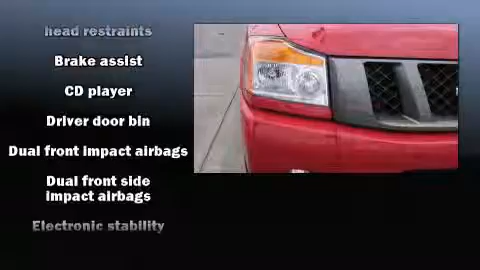 head restraints
Brake assist
CD player
Driver door bin
Dual front impact airbags
Dual front side
impact airbags
Electronic stability